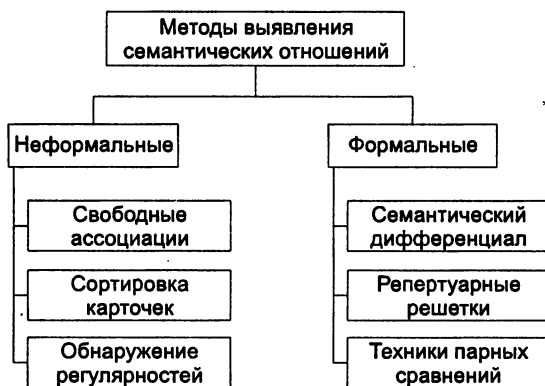 Методы выявления
семантических отношений
Неформальные
Формальные
Свободные
ассоциации
Семантический
дифференциал
Сортировка
карточек
Репертуарные
решетки
Обнаружение
регулярностей
Техники парных
сравнений